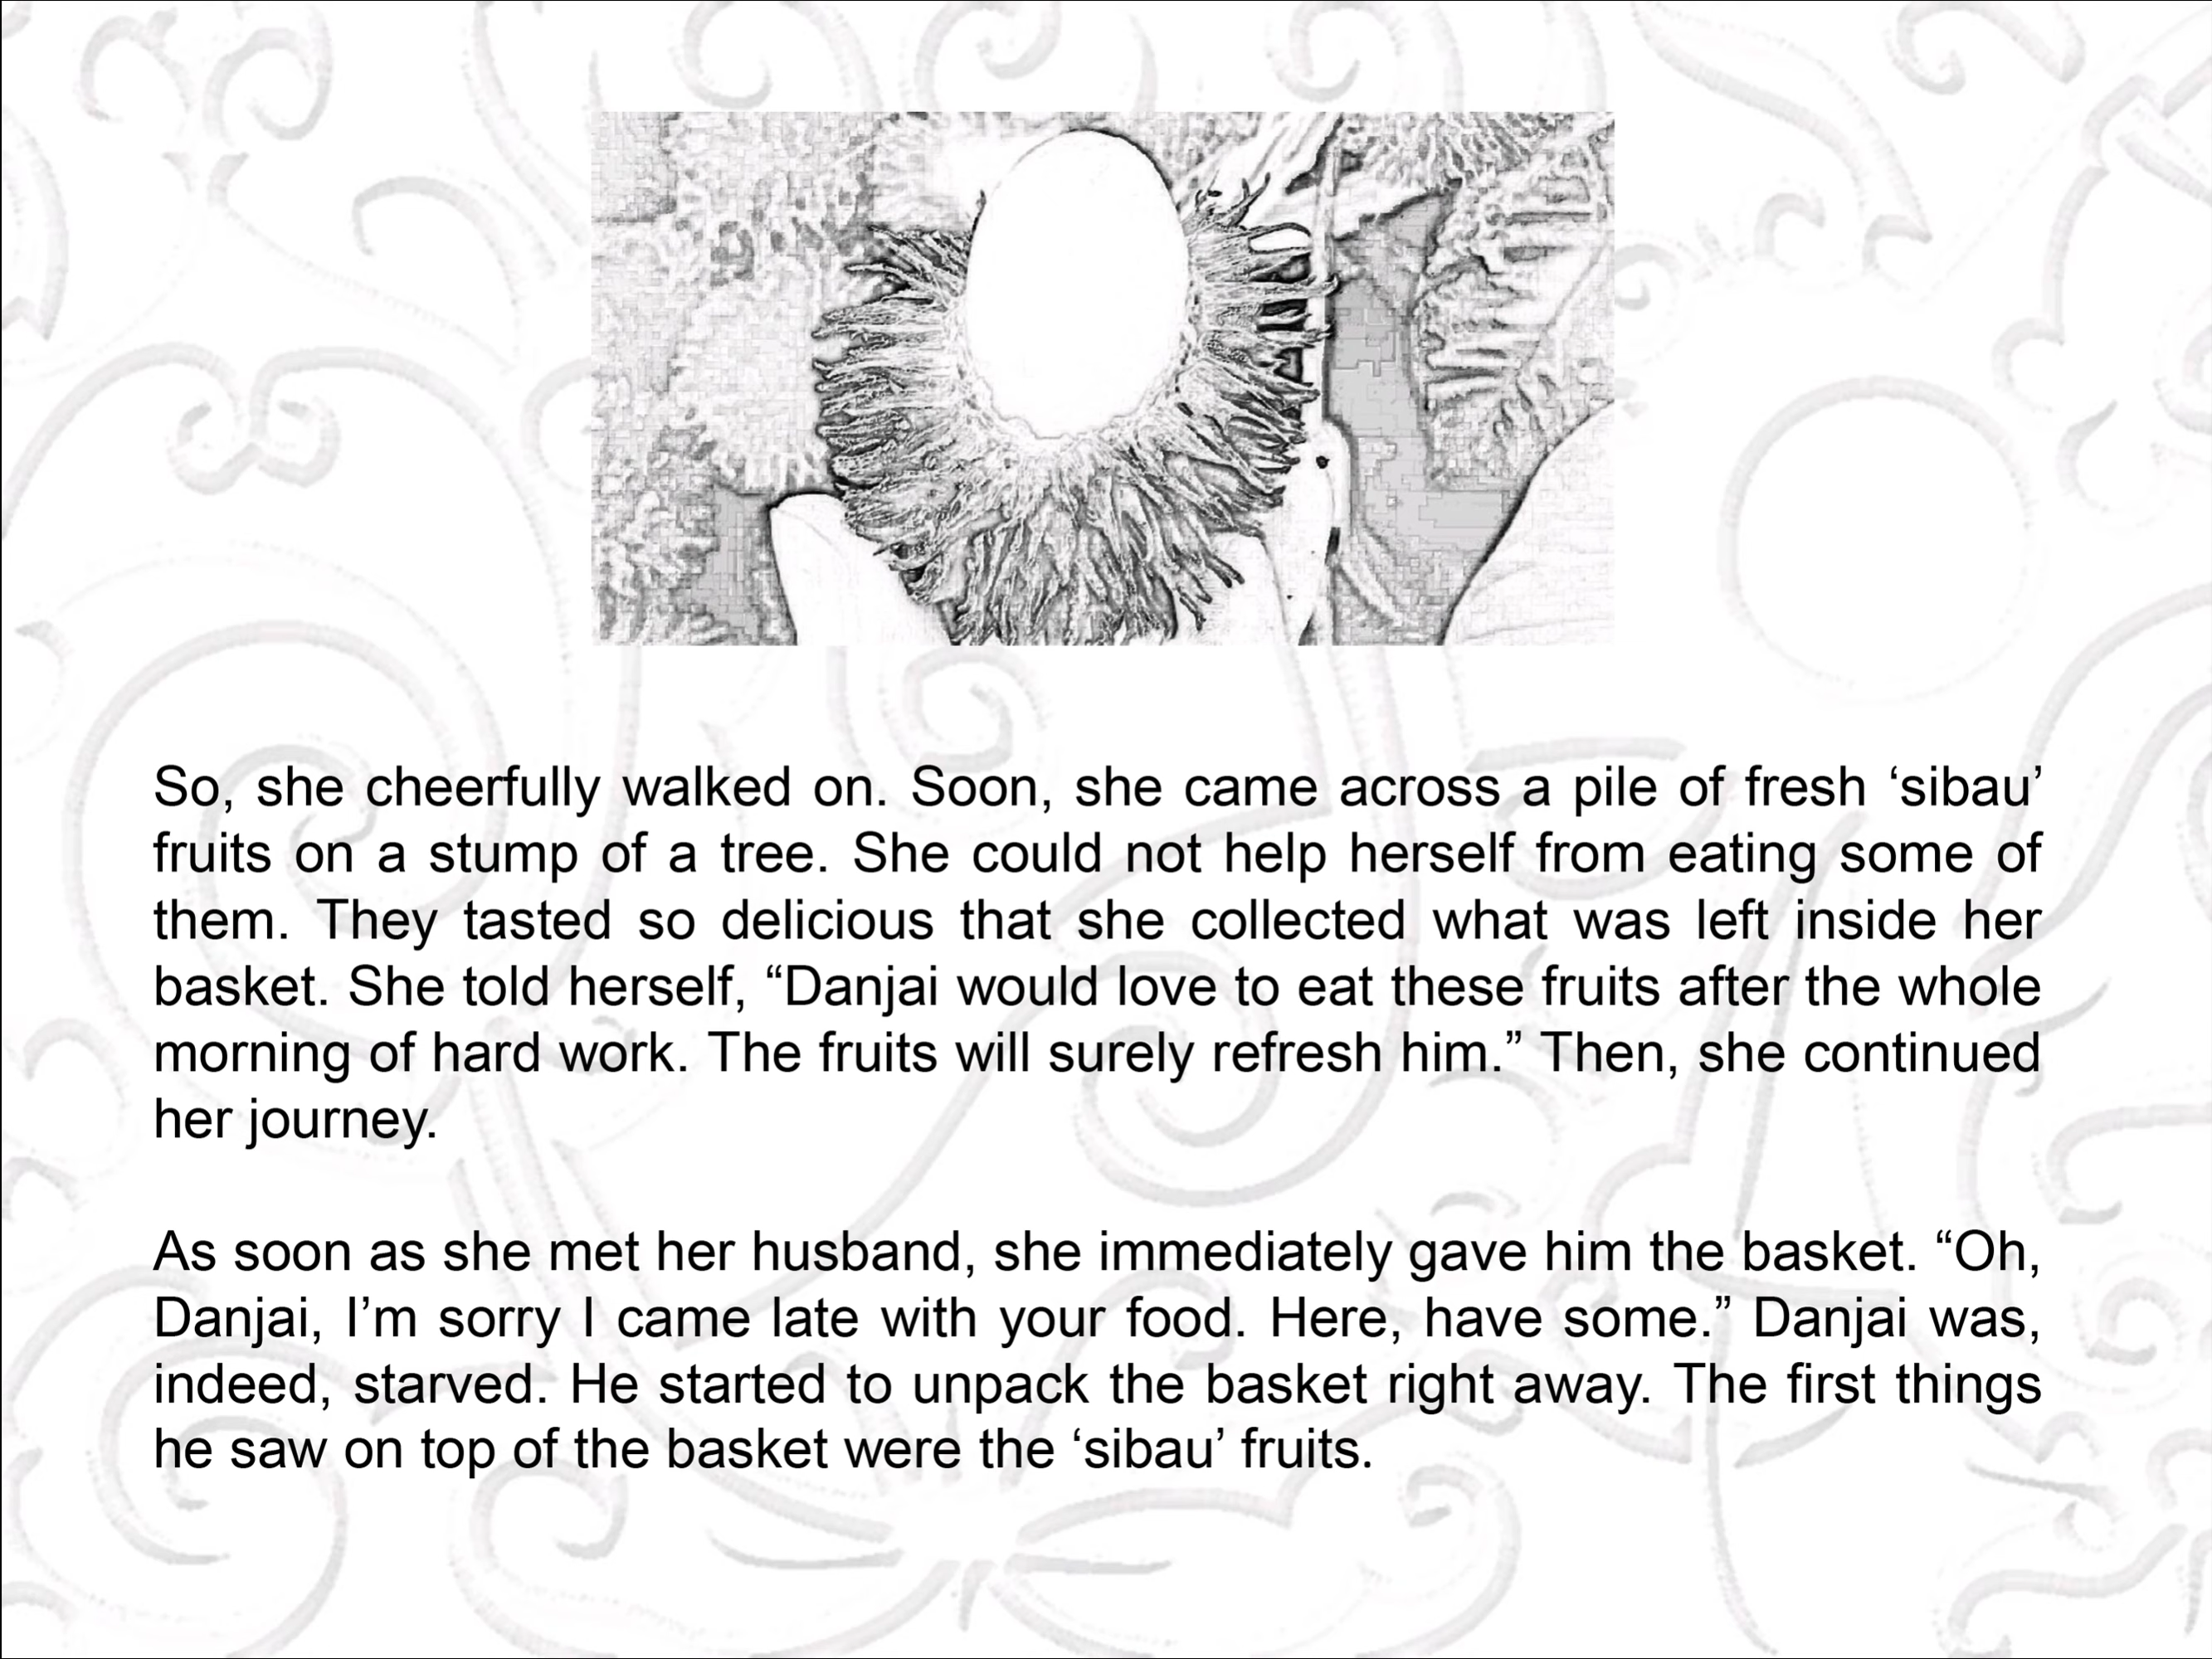 So, she cheerfully walked on. Soon, she came across a pile of fresh ‘sibau’
fruits on a stump of a tree. She could not help herself from eating some of
them. They tasted so delicious that she collected what was left inside her
basket. She told herself, “Danjai would love to eat these fruits after the whole
morning of hard work. The fruits will surely refresh him.” Then, she continued
her journey.
As soon as she met her husband, she immediately gave him the basket. “Oh,
Danjai, I’m sorry I came late with your food. Here, have some.” Danjai was,
indeed, starved. He started to unpack the basket right away. The first things
he saw on top of the basket were the ‘sibau’ fruits.